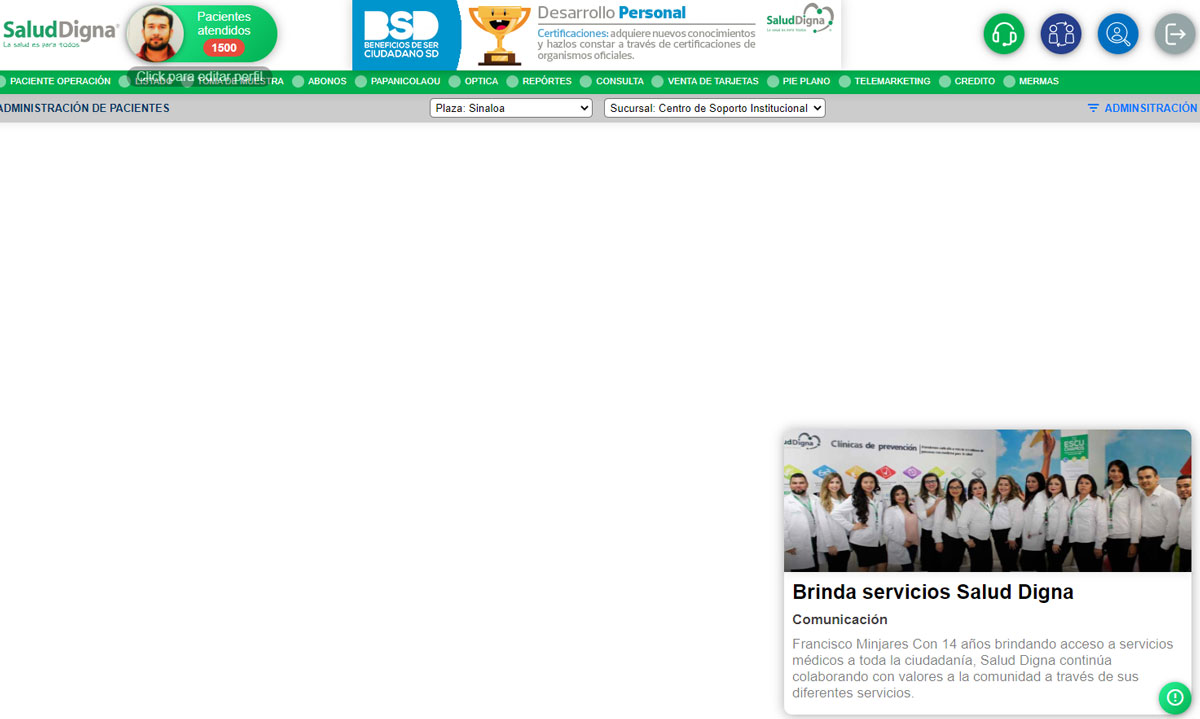 SaludDigna
La salud es para todos
Pacientes
atendidos
1500
Click para editar perfil
BSD
BENEFICIOS DE SER
CIUDADANO SD
Desarrollo Personal
Certificaciones: adquiere nuevos conocimientos
y hazlos constar a través de certificaciones de
organismos oficiales.
SaludDigna
PACIENTE OPERACIÓN LISTADO TOMA DE MUESTRA ABONOS PAPANICOLAOU OPTICA REPÓRTES CONSULTA VENTA DE TARJETAS PIE PLANO TELEMARKETING CREDITO MERMAS
ADMINISTRACIÓN DE PACIENTES Plaza: Sinaloa Sucursal: Centro de Soporto Institucional ADMINSITRACIÓN
Clínicas de prevención
ESCU
Brinda servicios Salud Digna
Comunicación
Francisco Minjares Con 14 años brindando acceso a servicios
médicos a toda la ciudadanía, Salud Digna continúa
colaborando con valores a la comunidad a través de sus
diferentes servicios.